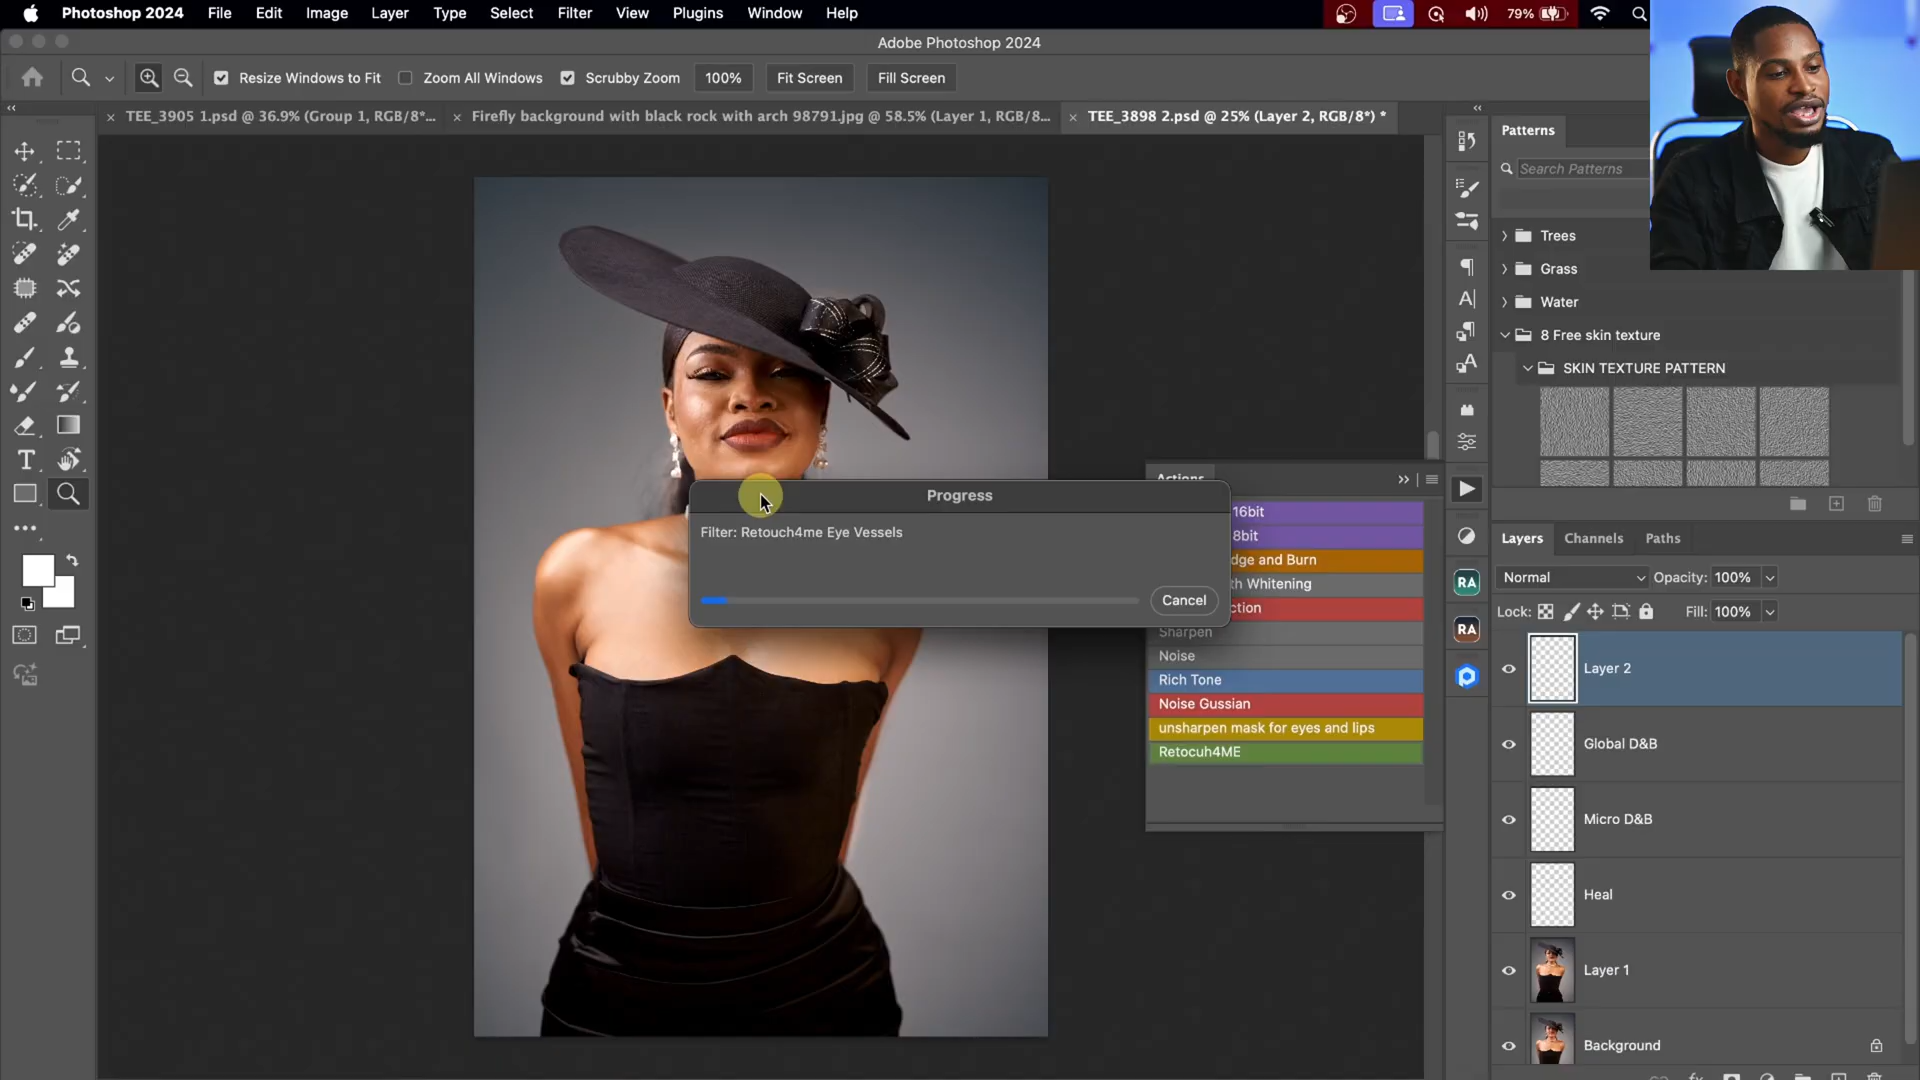 Photoshop 2024 File Edit Image Layer Type Select Filter View Plugins Window Help
79%
Adobe Photoshop 2024
Resize Windows to Fit Zoom All Windows Scrubby Zoom 100% Fit Screen Fill Screen
TEE_3905 1.psd @ 36.9% (Group 1, RGB/8*... Firefly background with black rock with arch 98791.jpg @ 58.5% (Layer 1, RGB/8... TEE_3898 2.psd @ 25% (Layer 2, RGB/8*) *
Patterns
Search Patterns
Trees
Grass
Water
8 Free skin texture
SKIN TEXTURE PATTERN
Progress
Filter: Retouch4me Eye Vessels
Cancel
Actions
16bit
8bit
dge and Burn
th Whitening
ction
Sharpen
Noise
Rich Tone
Noise Gussian
unsharpen mask for eyes and lips
Retocuh4ME
RA
RA
Layers Channels Paths
Normal Opacity: 100%
Lock: Fill: 100%
Layer 2
Global D&B
Micro D&B
Heal
Layer 1
Background